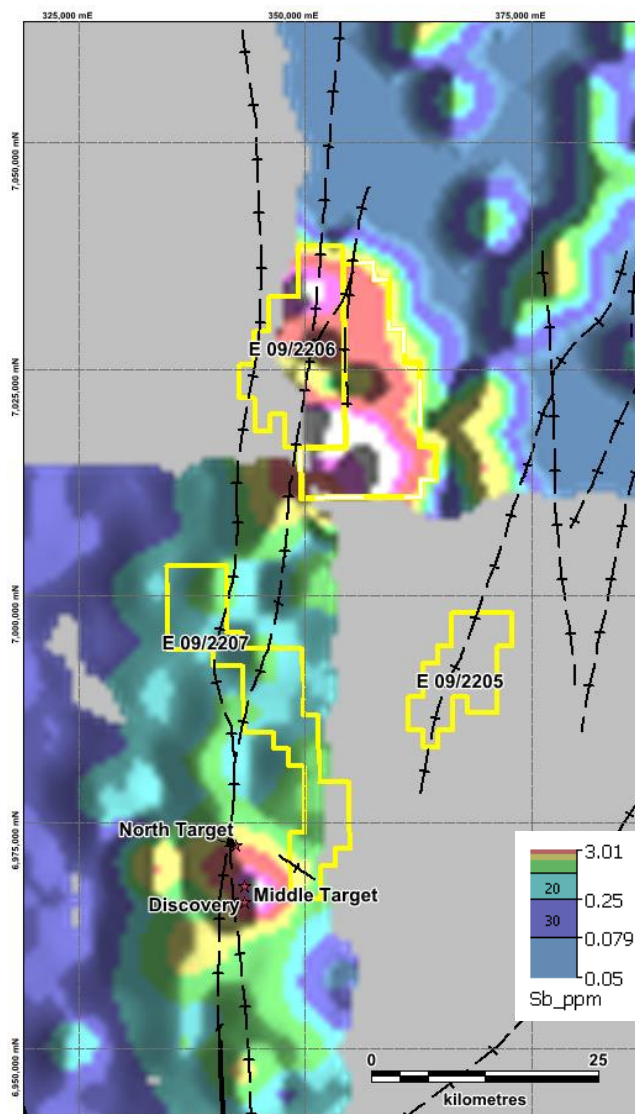 325,000 mE
350,000 mE
375,000 mE
7,050,000 mN
E 09/2206
7,025,000 mN
7,000,000 mN
E 09/2207
E 09/2205
North Target
6,975,000 mN
Middle Target
Discovery
3.01
20
0.25
30
0.079
0.05
Sb_ppm
6,950,000 mN
0 25
kilometres